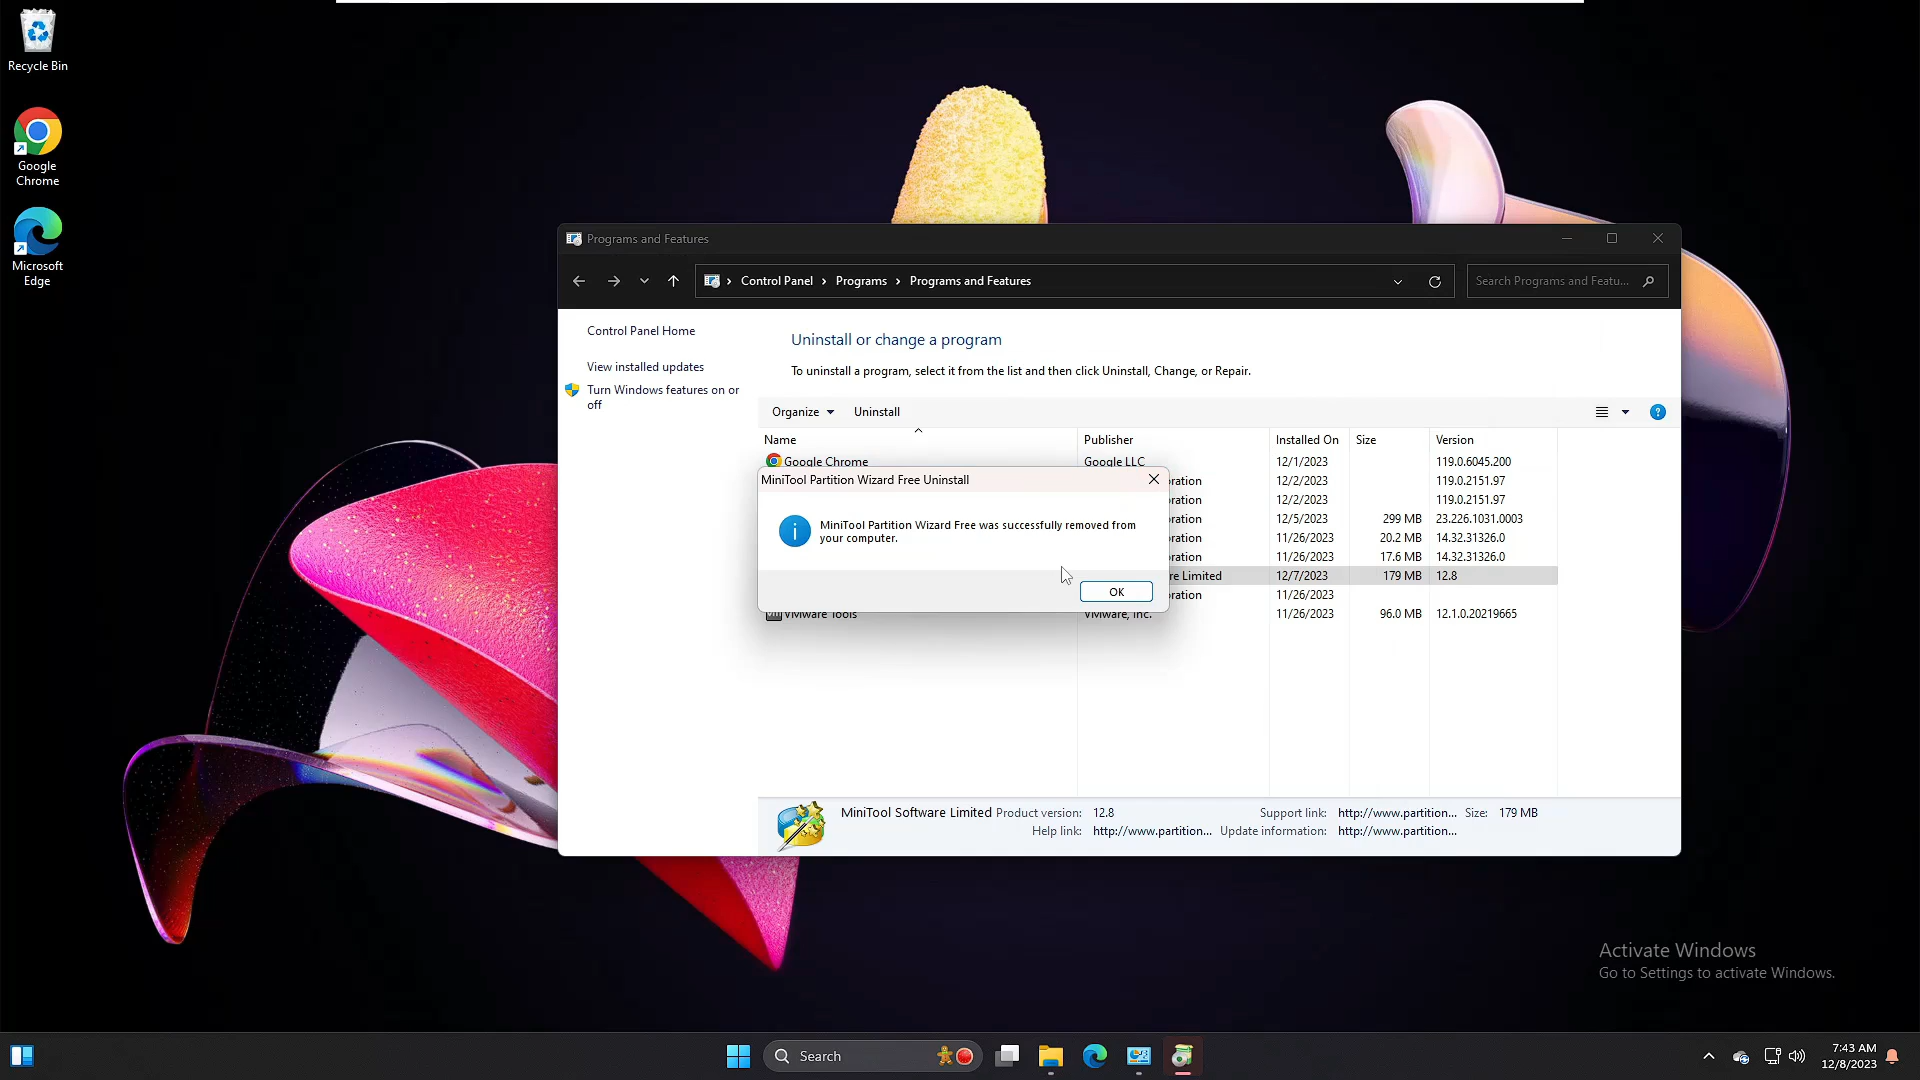 Recycle Bin
Google
Chrome
Microsoft
Edge
Programs and Features
Control Panel > Programs > Programs and Features
Search Programs and Featu...
Control Panel Home
View installed updates
Turn Windows features on or
off
Uninstall or change a program
To uninstall a program, select it from the list and then click Uninstall, Change, or Repair.
Organize Uninstall
?
Name Publisher Installed On Size Version
Google Chrome Google LLC 12/1/2023 119.0.6045.200
oration 12/2/2023 119.0.2151.97
oration 12/2/2023 119.0.2151.97
oration 12/5/2023 299 MB 23.226.1031.0003
oration 11/26/2023 20.2 MB 14.32.31326.0
oration 11/26/2023 17.6 MB 14.32.31326.0
re Limited 12/7/2023 179 MB 12.8
oration 11/26/2023
VMware Tools VMware, Inc. 11/26/2023 96.0 MB 12.1.0.20219665
MiniTool Partition Wizard Free Uninstall
MiniTool Partition Wizard Free was successfully removed from
your computer.
OK
MiniTool Software Limited Product version: 12.8 Support link: http://www.partition... Size: 179 MB
Help link: http://www.partition... Update information: http://www.partition...
Activate Windows
Go to Settings to activate Windows.
Search
7:43 AM
12/8/2023